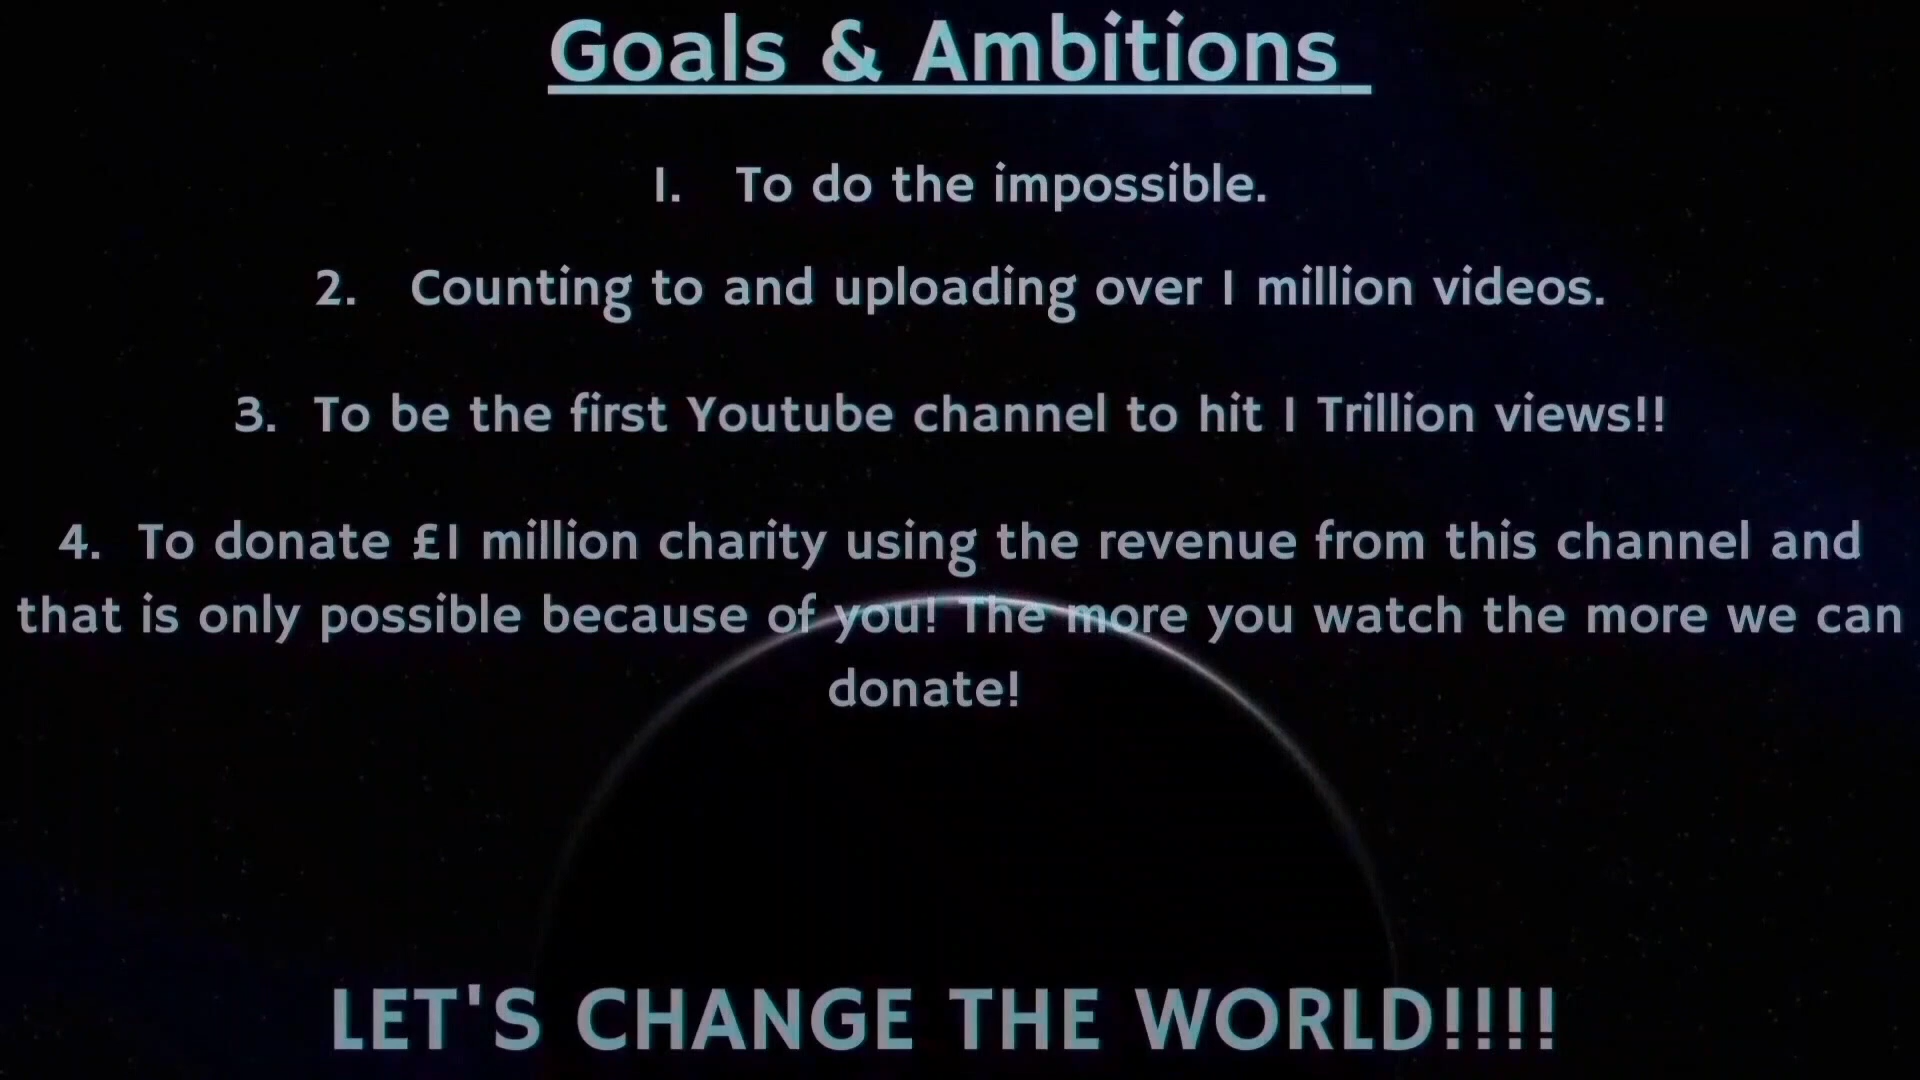 Goals & Ambitions
1. To do the impossible.
2. Counting to and uploading over 1 million videos.
3. To be the first Youtube channel to hit 1 Trillion views!!
4. To donate £1 million charity using the revenue from this channel and
that is only possible because of you! The more you watch the more we can
donate!
LET'S CHANGE THE WORLD!!!!